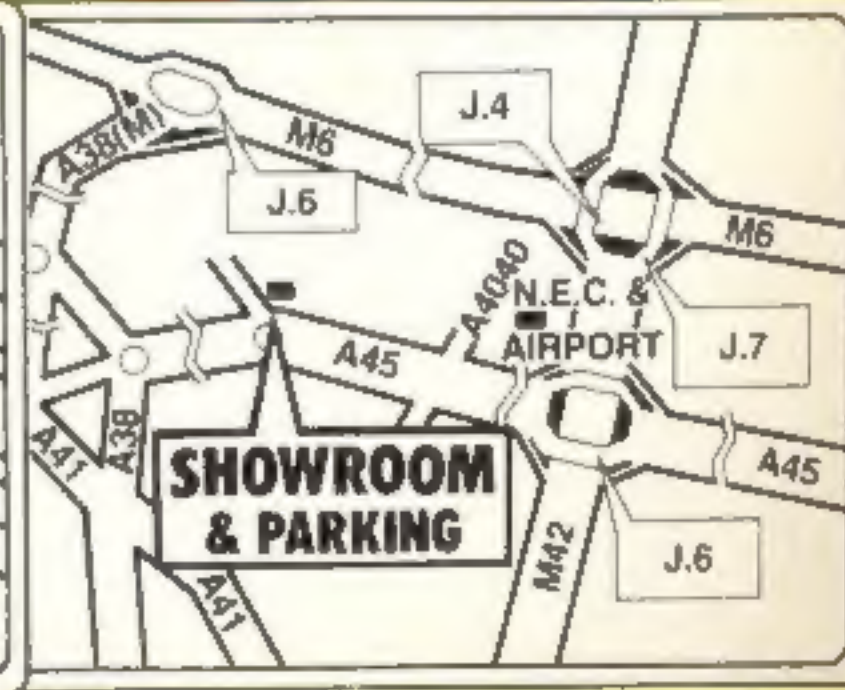 A38(M)
M6
J.4
J.6
M6
A4040
N.E.C. &
AIRPORT
J.7
A45
A38
A41
SHOWROOM
& PARKING
A45
A41
M42
J.6